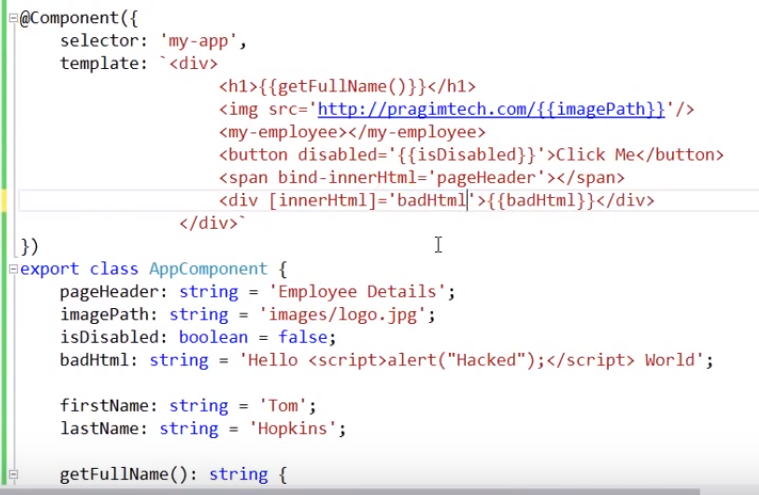 @Component({
    selector: 'my-app',
    template: `<div>
                <h1>{{getFullName()}}</h1>
                <img src='http://pragimtech.com/{{imagePath}}'/>
                <my-employee></my-employee>
                <button disabled='{{isDisabled}}'>Click Me</button>
                <span bind-innerHtml='pageHeader'></span>
                <div [innerHtml]='badHtml'>{{badHtml}}</div>
            </div>`
})
export class AppComponent {
    pageHeader: string = 'Employee Details';
    imagePath: string = 'images/logo.jpg';
    isDisabled: boolean = false;
    badHtml: string = 'Hello <script>alert("Hacked");</script> World';

    firstName: string = 'Tom';
    lastName: string = 'Hopkins';

    getFullName(): string {